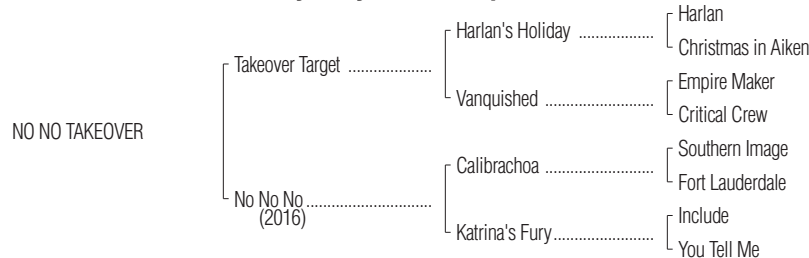 Harlan
Harlan's Holiday ..................
Christmas in Aiken
Takeover Target ....................
Empire Maker
Vanquished ...........................
Critical Crew
NO NO TAKEOVER
Southern Image
Calibrachoa ..........................
Fort Lauderdale
No No No ..............................
(2016)
Include
Katrina's Fury........................
You Tell Me